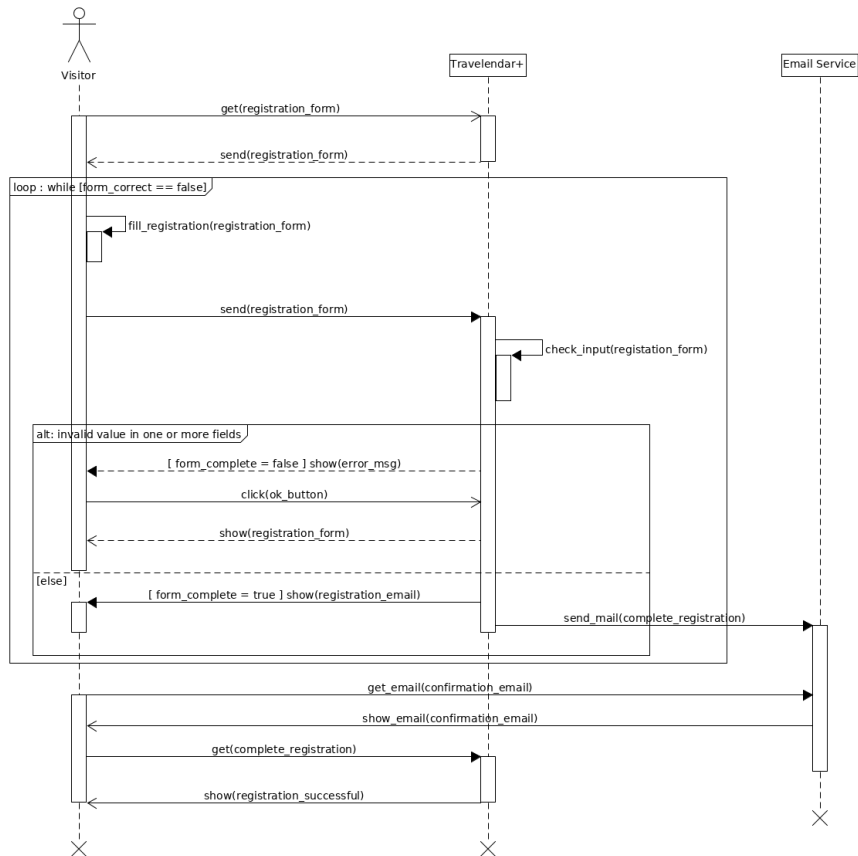 Visitor
Travelendar+
Email Service
get(registration_form)
send(registration_form)
loop : while [form_correct == false]
fill_registration(registration_form)
send(registration_form)
check_input(registation_form)
alt: invalid value in one or more fields
[ form_complete = false ] show(error_msg)
click(ok_button)
show(registration_form)
[else]
[ form_complete = true ] show(registration_email)
send_mail(complete_registration)
get_email(confirmation_email)
show_email(confirmation_email)
get(complete_registration)
show(registration_successful)